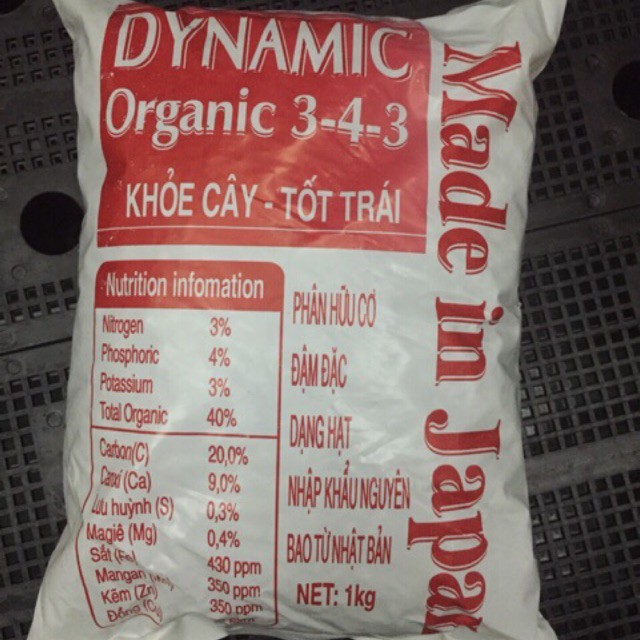 DYNAMIC
Organic 3-4-3
KHỎE CÂY - TỐT TRÁI
Made in Japan
Nutrition infomation
Nitrogen 3%
Phosphoric 4%
Potassium 3%
Total Organic 40%
Carbon(C) 20,0%
Canxi (Ca) 9,0%
Lưu huỳnh (S) 0,3%
Magiê (Mg) 0,4%
Sắt (Fe) 430 ppm
Mangan 350 ppm
Kẽm (Zn) 350 ppm
Đồng
PHÂN HỮU CƠ
ĐẬM ĐẶC
DẠNG HẠT
NHẬP KHẨU NGUYÊN
BAO TỪ NHẬT BẢN
NET: 1kg